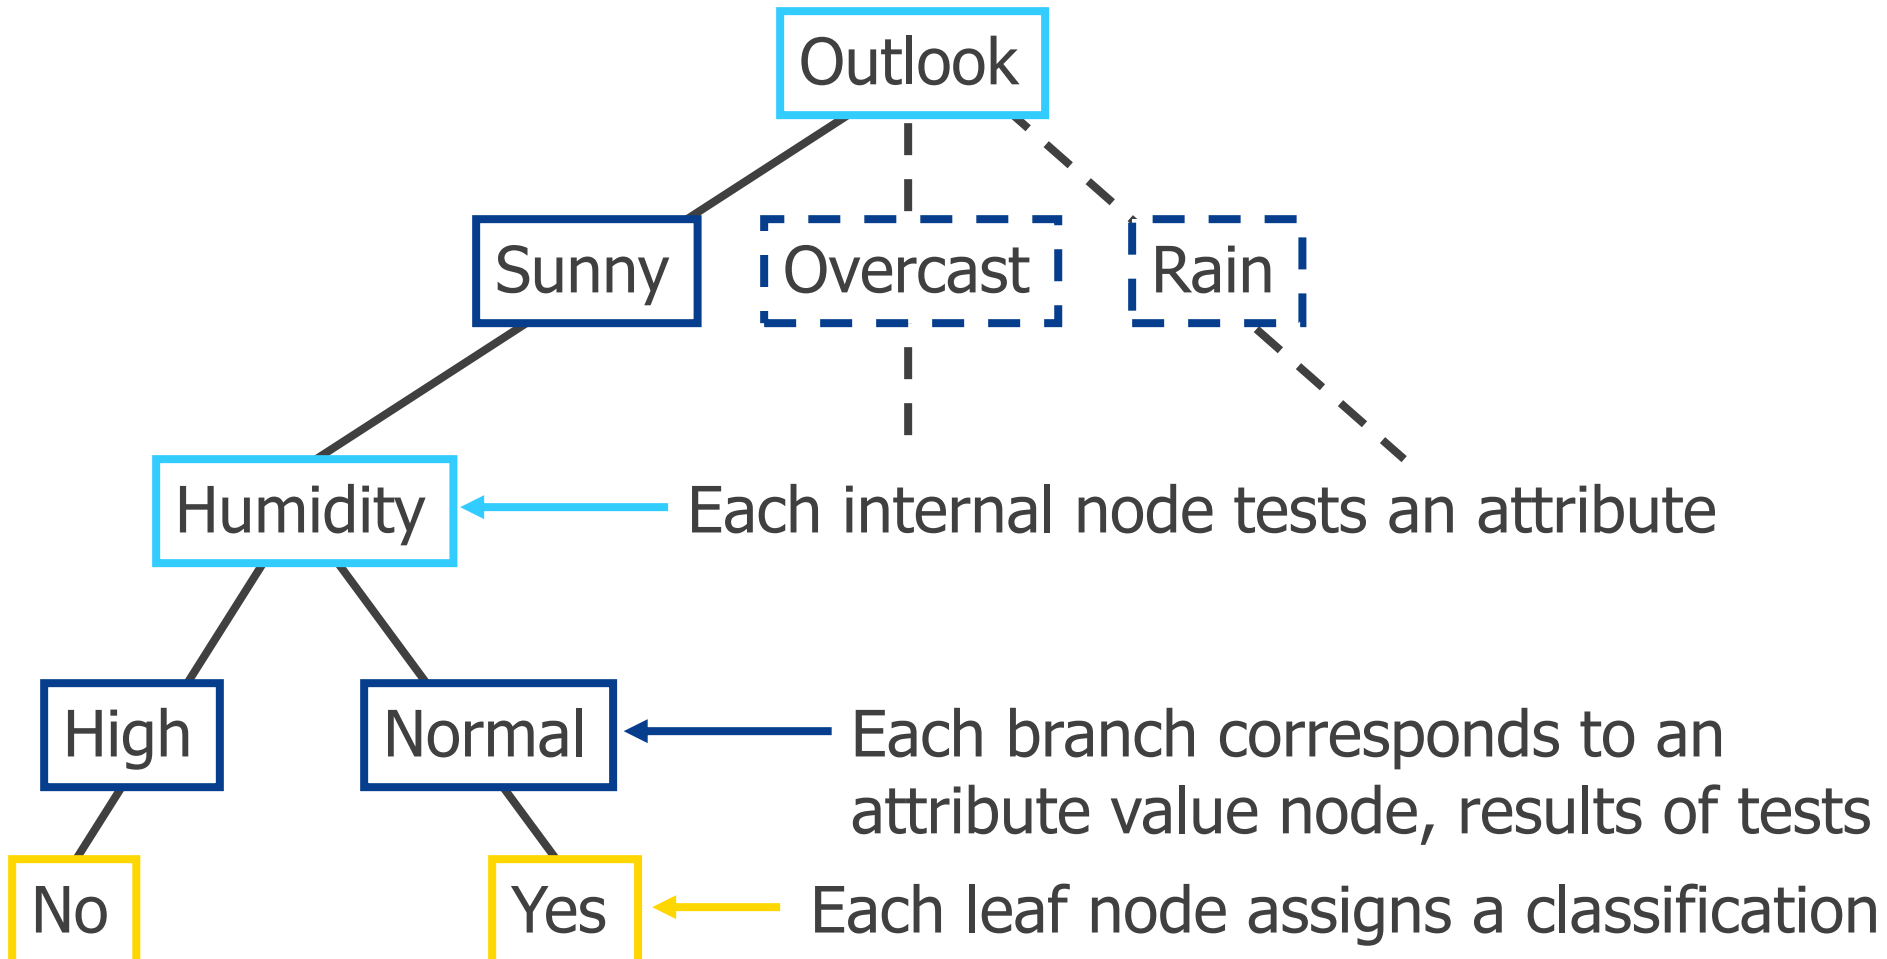 Outlook
Sunny
Overcast
Rain
Humidity
Each internal node tests an attribute
High
Normal
Each branch corresponds to an
attribute value node, results of tests
No
Yes
Each leaf node assigns a classification